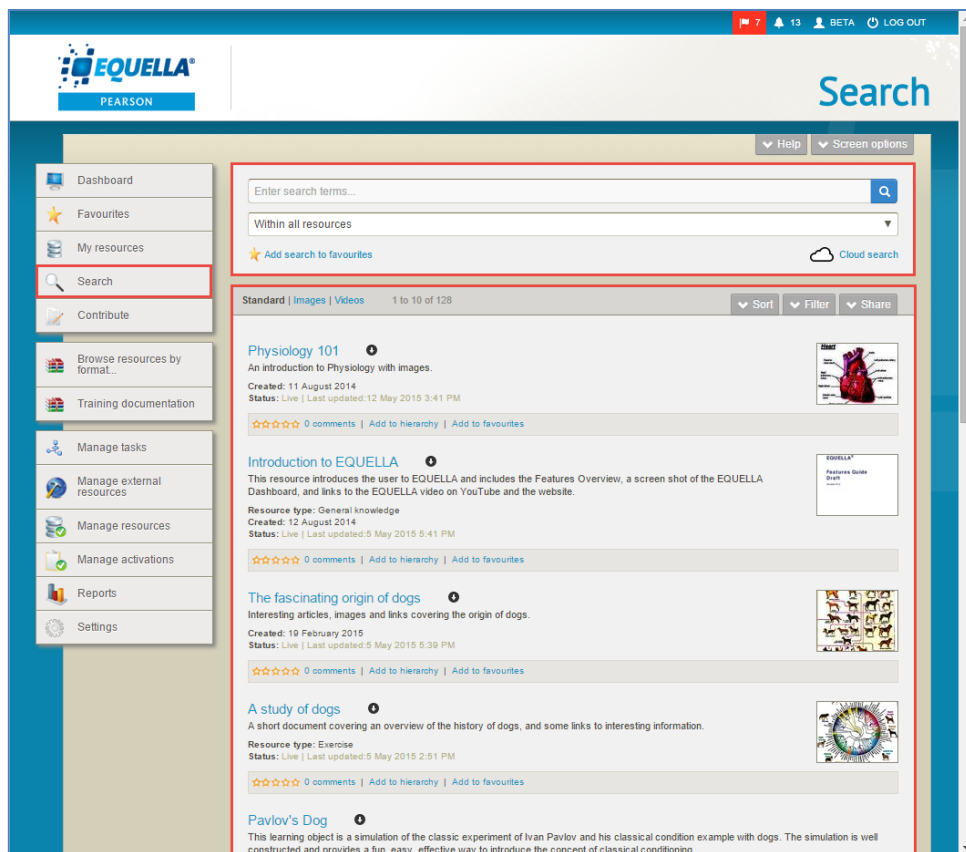 7 13 BETA LOG OUT
EQUELLA®
PEARSON
Search
Help Screen options
Dashboard
Favourites
My resources
Search
Contribute
Browse resources by
format...
Training documentation
Manage tasks
Manage external
resources
Manage resources
Manage activations
Reports
Settings
Enter search terms...
Within all resources
Add search to favourites Cloud search
Standard | Images | Videos 1 to 10 of 128 Sort Filter Share
Physiology 101
An introduction to Physiology with images.
Created: 11 August 2014
Status: Live | Last updated:12 May 2015 3:41 PM
0 comments | Add to hierarchy | Add to favourites
Heart
Introduction to EQUELLA
This resource introduces the user to EQUELLA and includes the Features Overview, a screen shot of the EQUELLA
Dashboard, and links to the EQUELLA video on YouTube and the website.
Resource type: General knowledge
Created: 12 August 2014
Status: Live | Last updated:5 May 2015 5:41 PM
0 comments | Add to hierarchy | Add to favourites
EQUELLA®
Features Guide
Draft
The fascinating origin of dogs
Interesting articles, images and links covering the origin of dogs.
Created: 19 February 2015
Status: Live | Last updated:5 May 2015 5:39 PM
0 comments | Add to hierarchy | Add to favourites
A study of dogs
A short document covering an overview of the history of dogs, and some links to interesting information.
Resource type: Exercise
Status: Live | Last updated:5 May 2015 2:51 PM
0 comments | Add to hierarchy | Add to favourites
Pavlov's Dog
This learning object is a simulation of the classic experiment of Ivan Pavlov and his classical condition example with dogs. The simulation is well
constructed and provides a fun, easy, effective way to introduce the concept of classical conditioning.